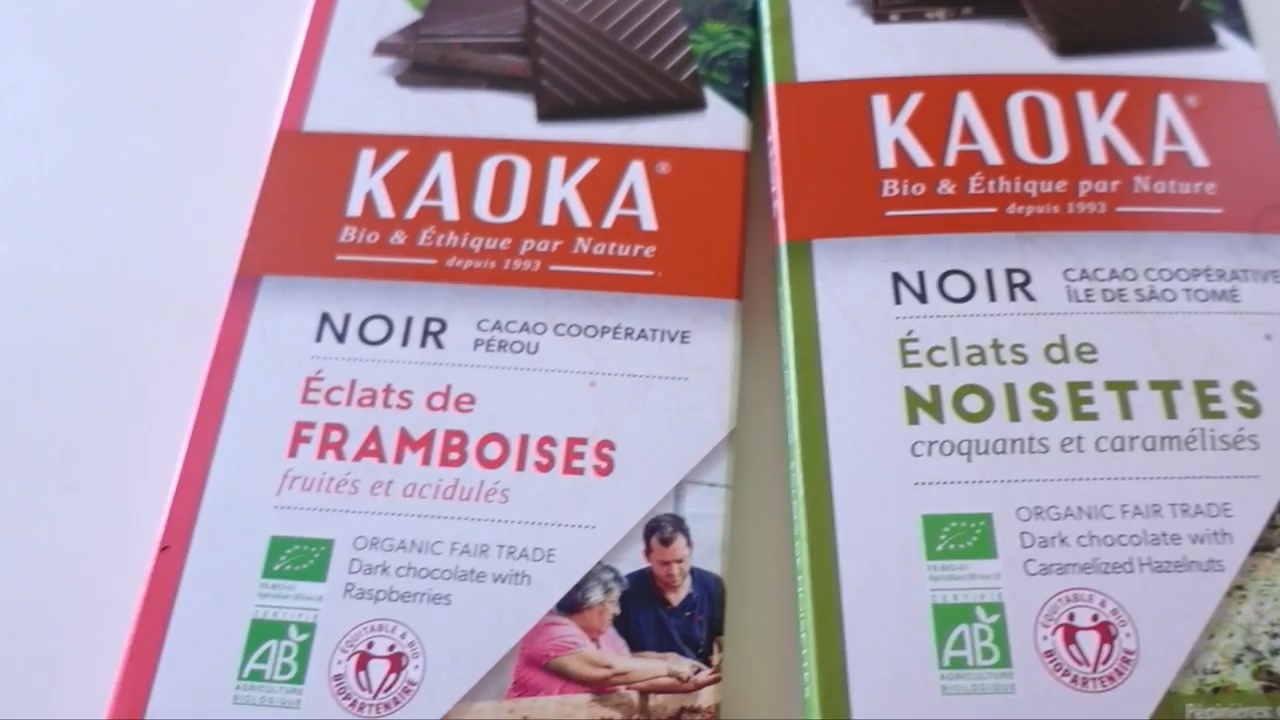 KAOKA®
Bio & Éthique par Nature
depuis 1993
NOIR
CACAO COOPÉRATIVE
PÉROU
Éclats de
FRAMBOISES
fruités et acidulés
ORGANIC FAIR TRADE
Dark chocolate with
Raspberries
CERTIFIÉ
AB
AGRICULTURE
BIOLOGIQUE
ÉQUITABLE & BIO
BIOPARTENAIRE
KAOKA®
Bio & Éthique par Nature
depuis 1993
NOIR
CACAO COOPÉRATIVE
ÎLE DE SÃO TOMÉ
Éclats de
NOISETTES
croquants et caramélisés
ORGANIC FAIR TRADE
Dark chocolate with
Caramelized Hazelnuts
CERTIFIÉ
AB
AGRICULTURE
BIOLOGIQUE
ÉQUITABLE & BIO
BIOPARTENAIRE